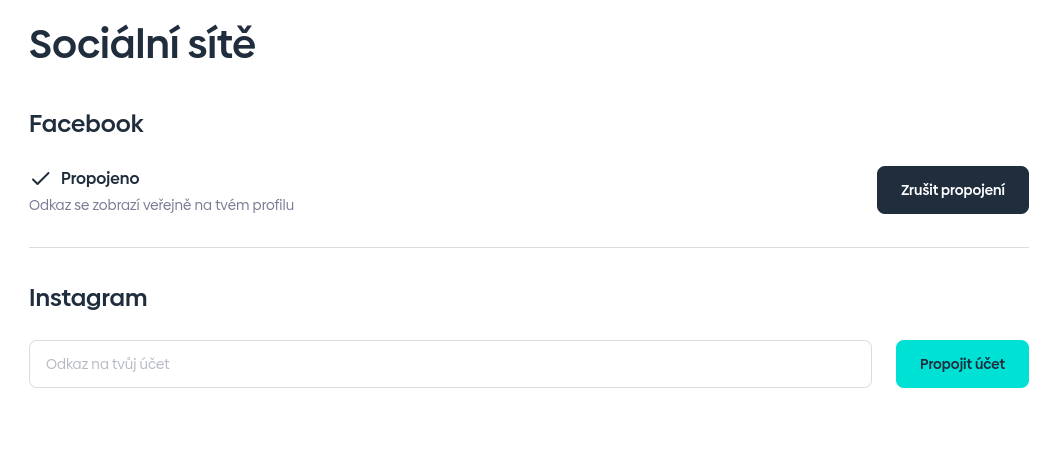 Sociální sítě
Facebook
Propojeno
Odkaz se zobrazí veřejně na tvém profilu
Zrušit propojení
Instagram
Odkaz na tvůj účet
Propojit účet